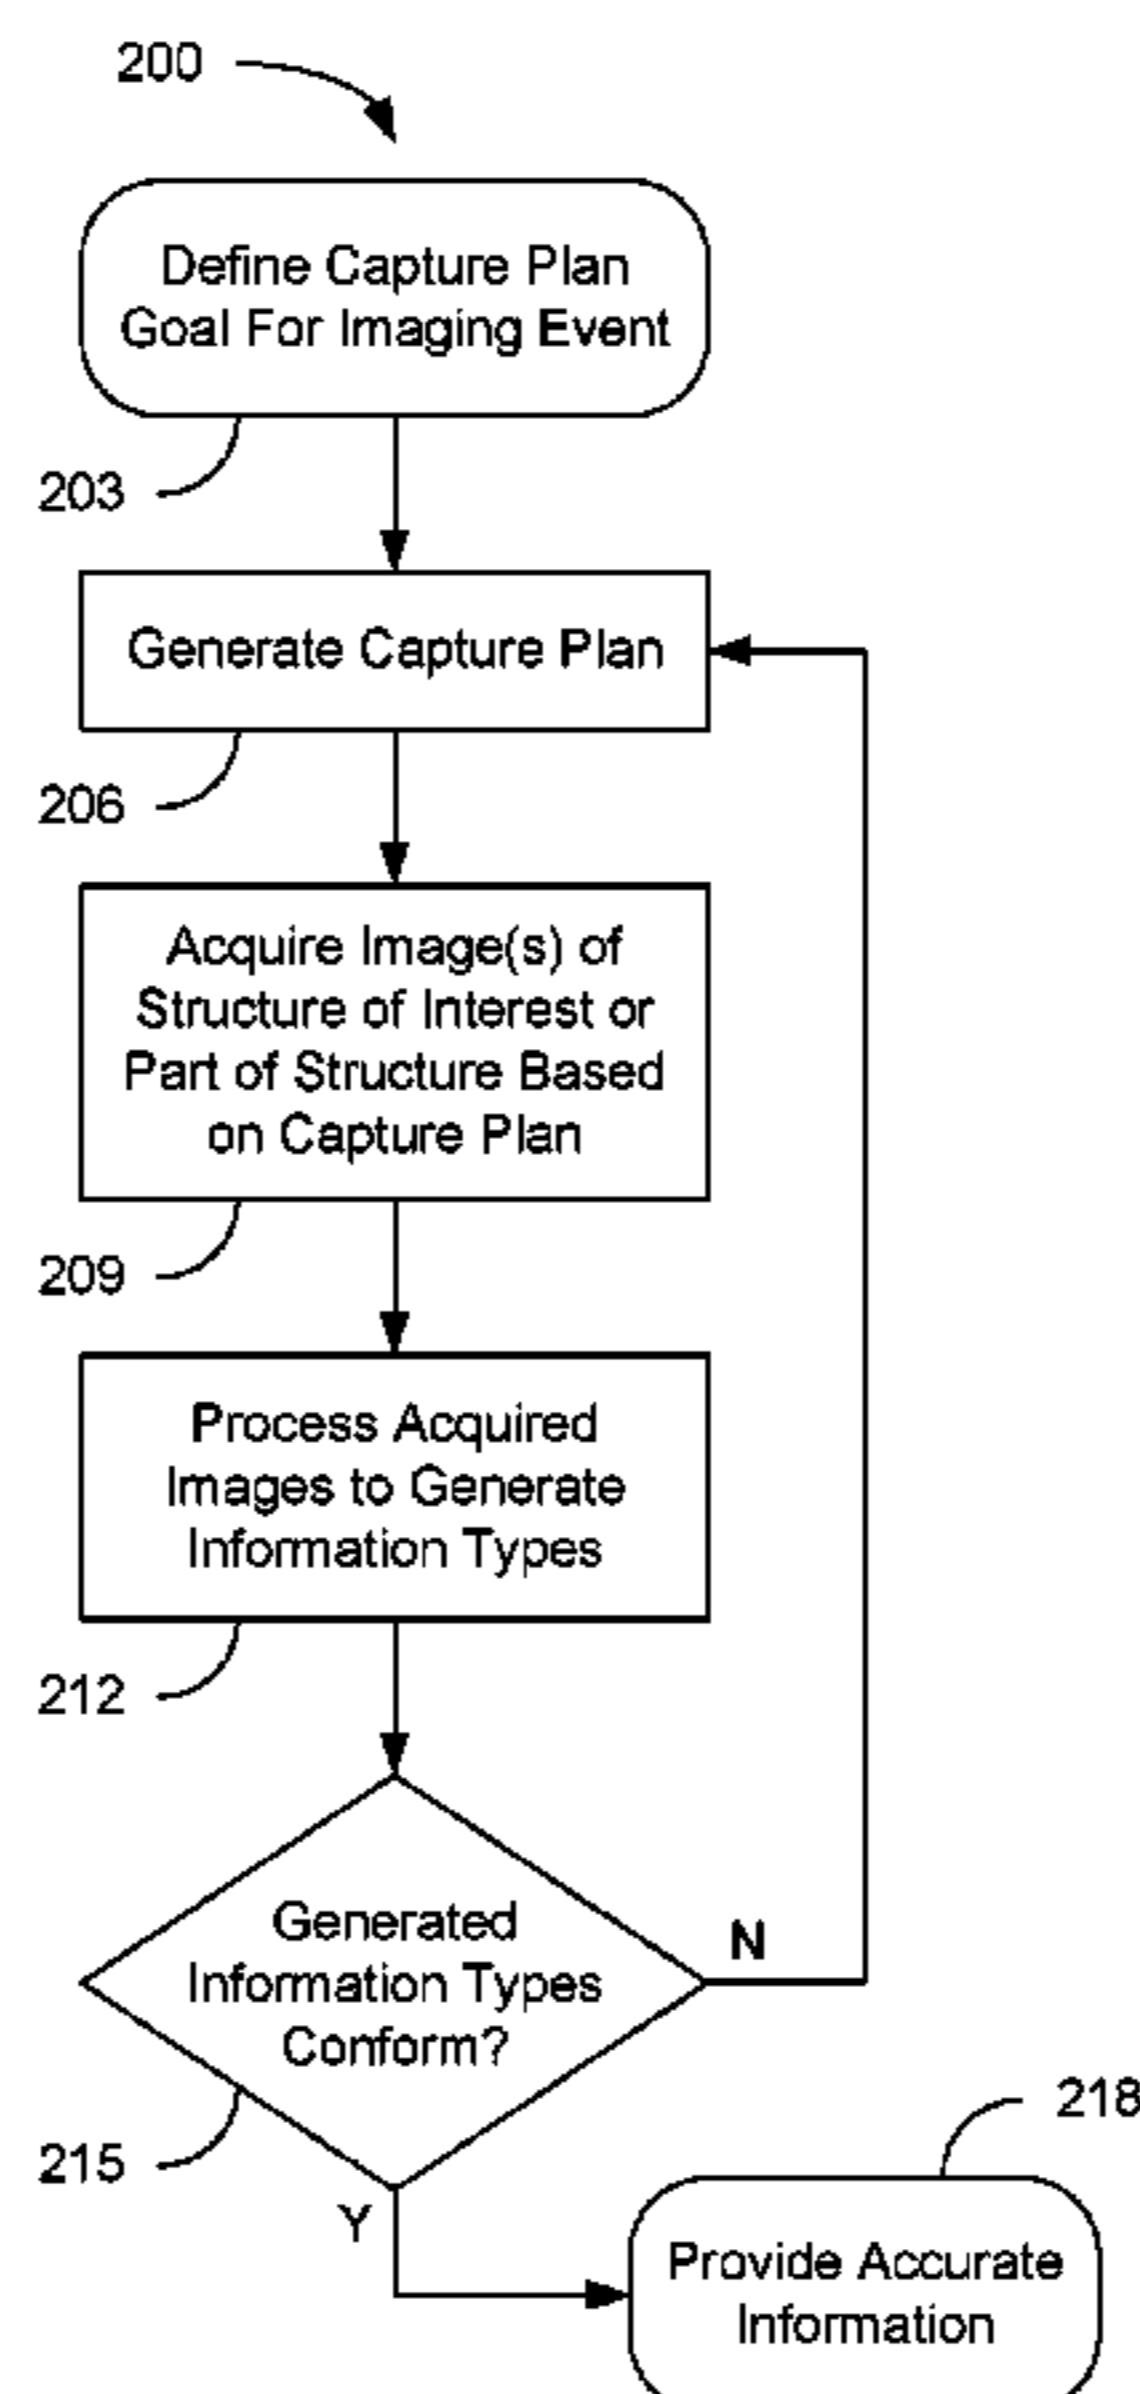 200
Define Capture Plan
Goal For Imaging Event
203
Generate Capture Plan
206
Acquire Image(s) of
Structure of Interest or
Part of Structure Based
on Capture Plan
209
Process Acquired
Images to Generate
Information Types
212
Generated
Information Types
Conform?
N
215
Y
218
Provide Accurate
Information